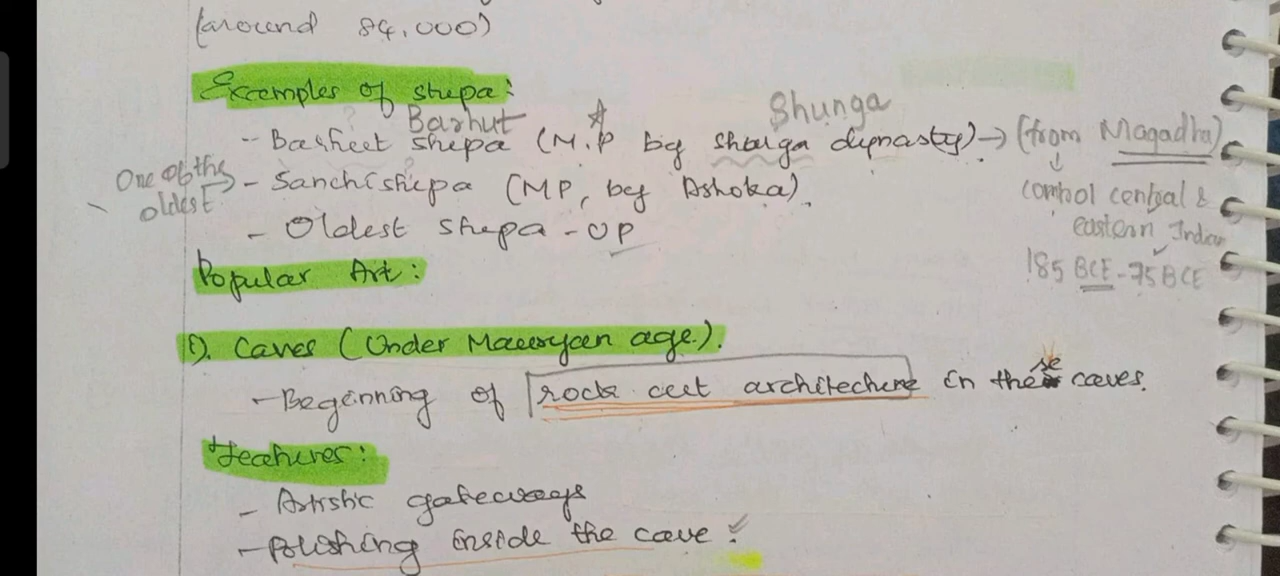 (around 84,000)
Examples of stupa:
Barhut Shunga
- Barheet stupa (M.P by Shunga dynasty) → (from Magadha)
↓
control central &
eastern Indian
185 BCE - 75 BCE
One of the oldest → - Sanchi stupa (MP, by Ashoka).
- Oldest stupa - UP
Popular Art:
1). Caves (Under Mauryan age).
- Beginning of rock cut architecture in these caves.
Features:
- Artistic gateways
- Polishing inside the cave.